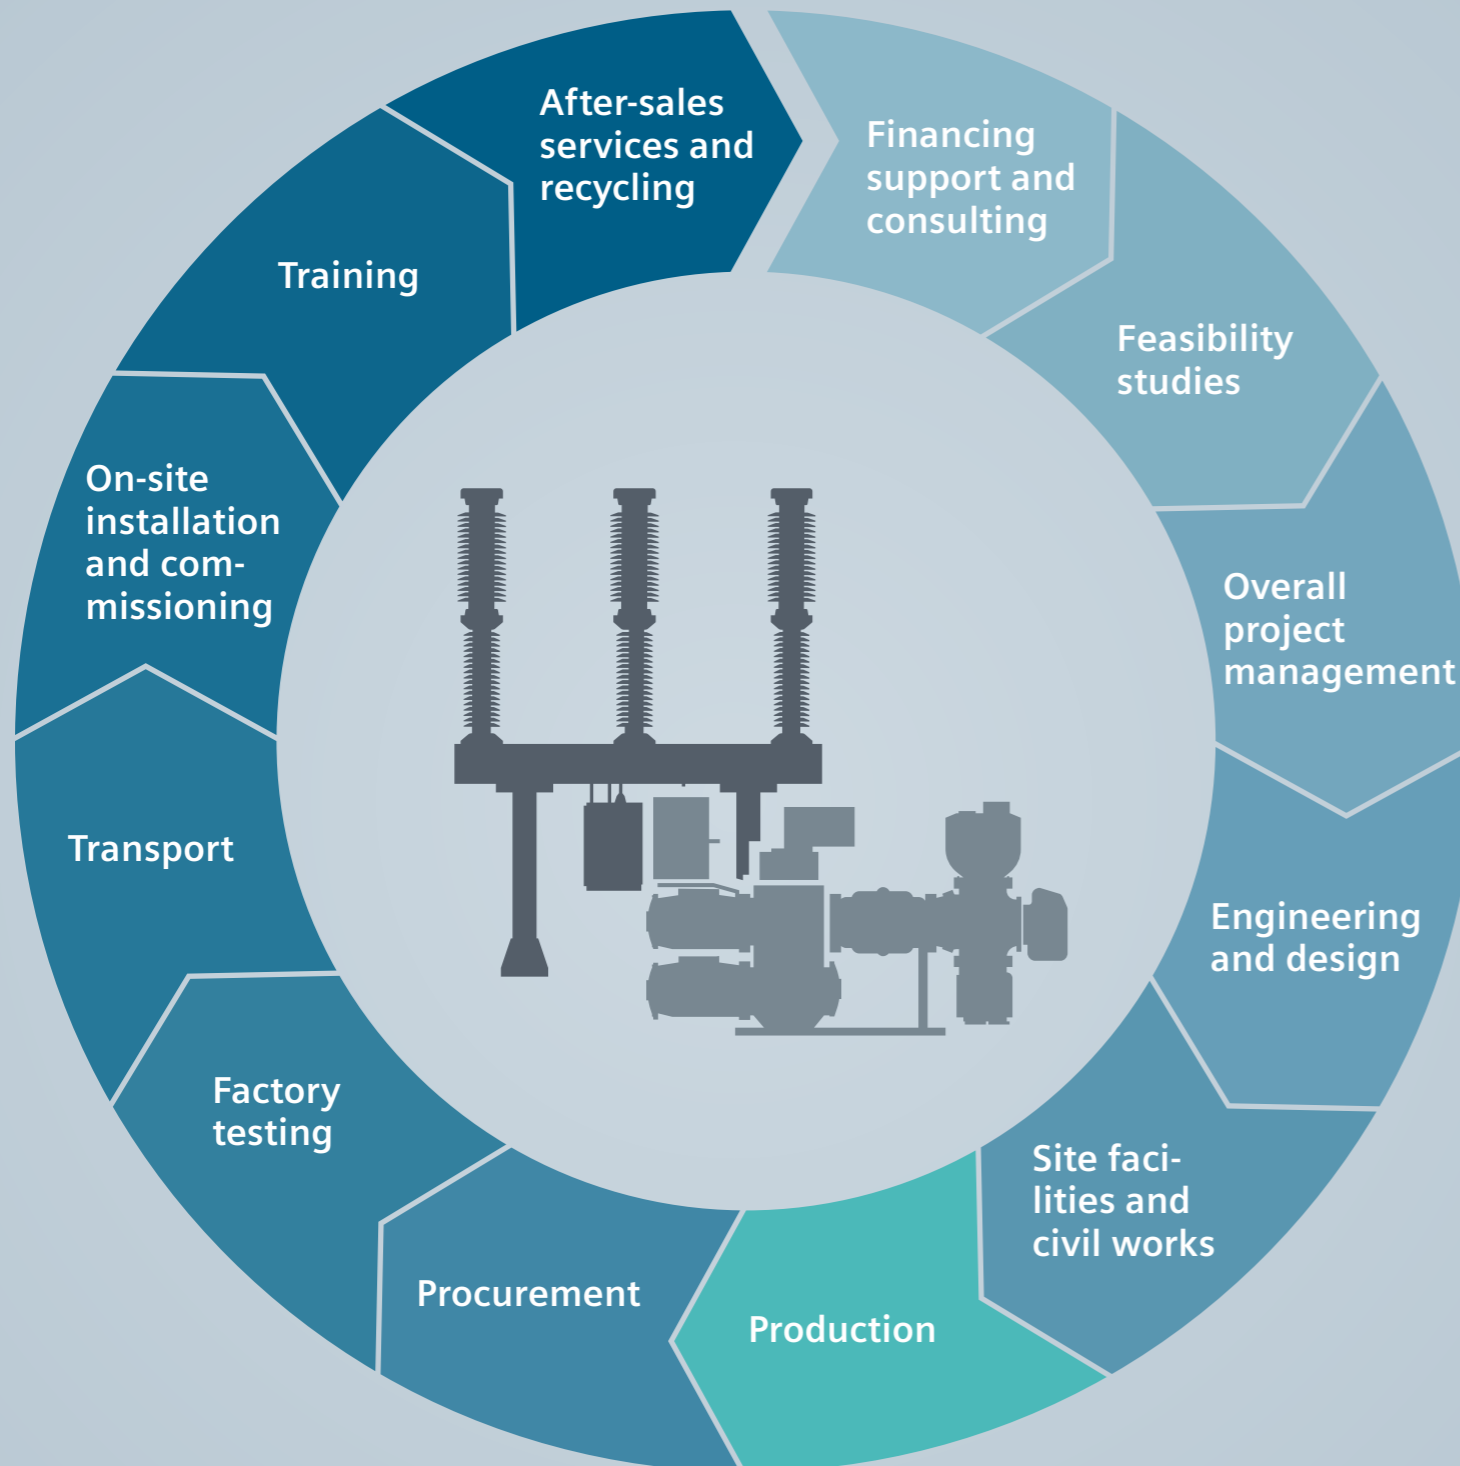 Financing
support and
consulting
Feasibility
studies
Overall
project
management
Engineering
and design
Site faci-
lities and
civil works
Production
Procurement
Factory
testing
Transport
On-site
installation
and com-
missioning
Training
After-sales
services and
recycling